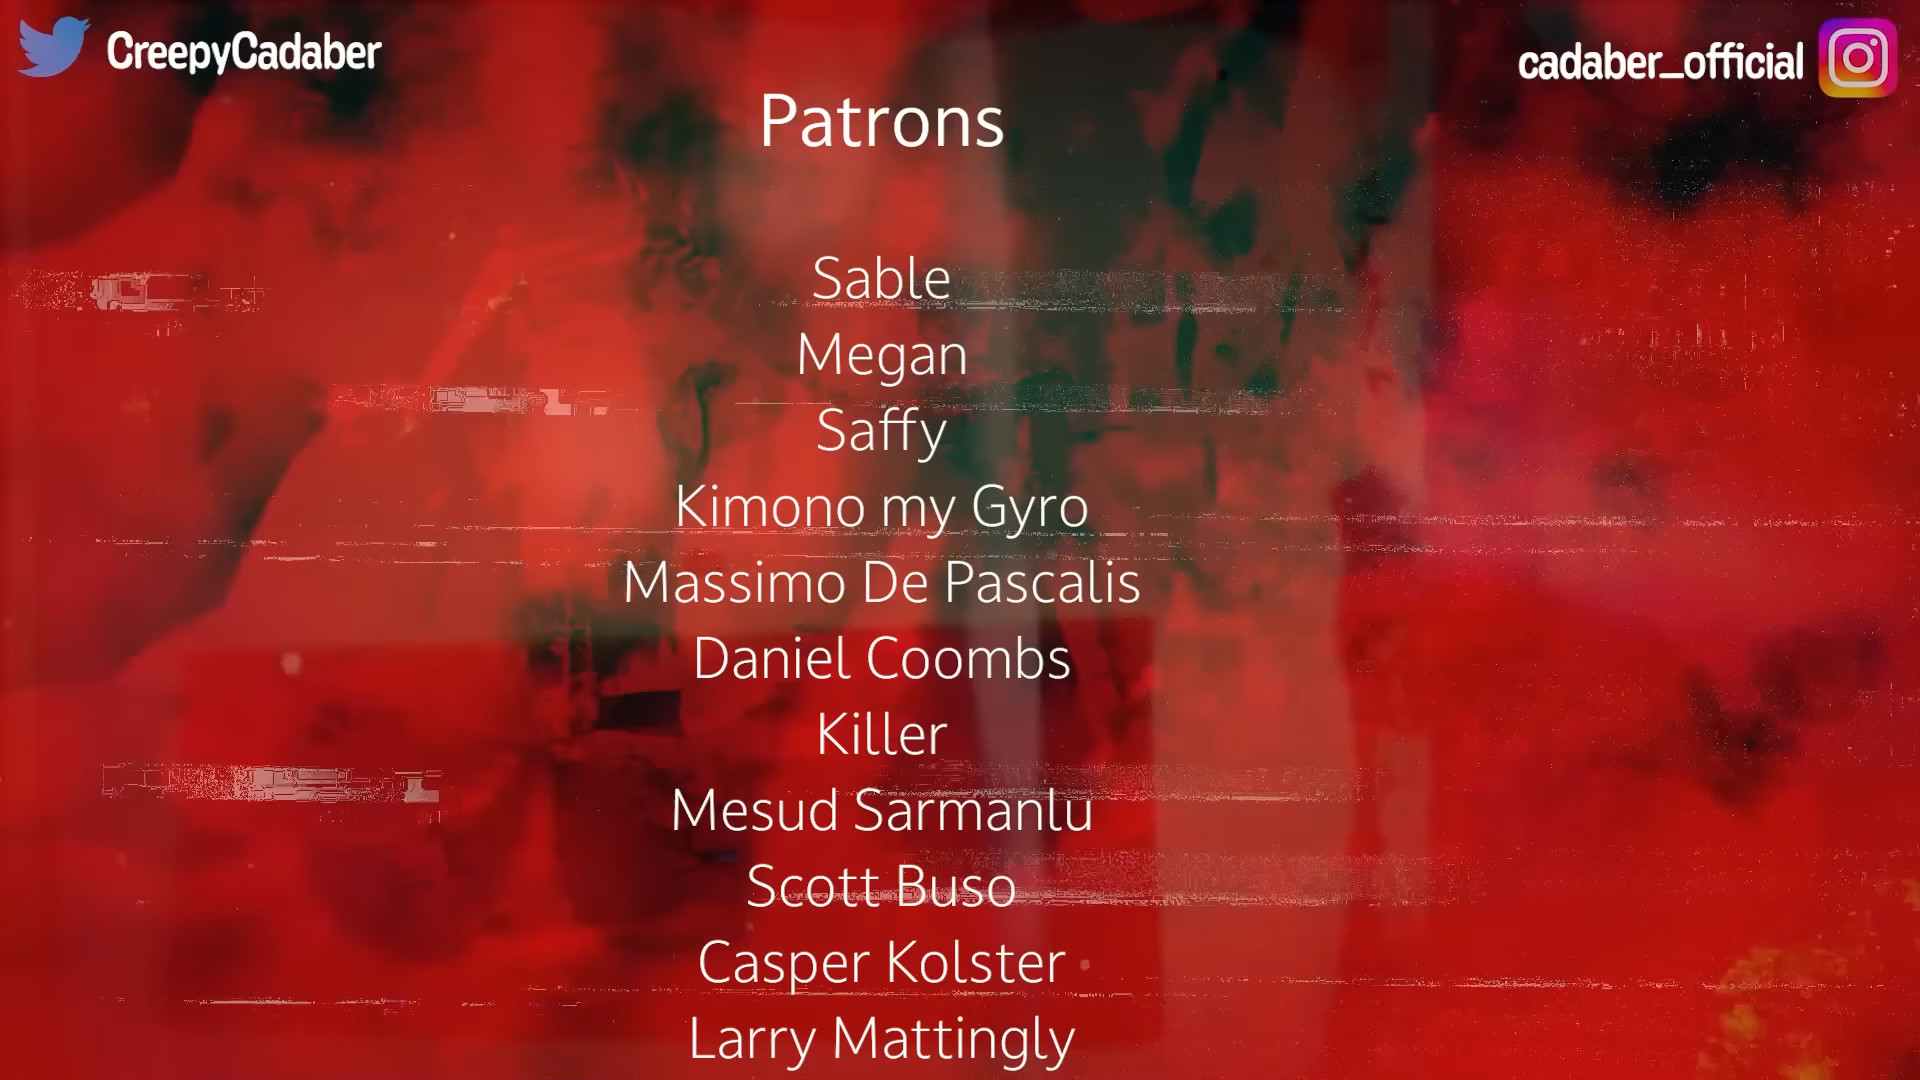 CreepyCadaber
cadaber_official
Patrons
Sable
Megan
Saffy
Kimono my Gyro
Massimo De Pascalis
Daniel Coombs
Killer
Mesud Sarmanlu
Scott Buso
Casper Kolster
Larry Mattingly